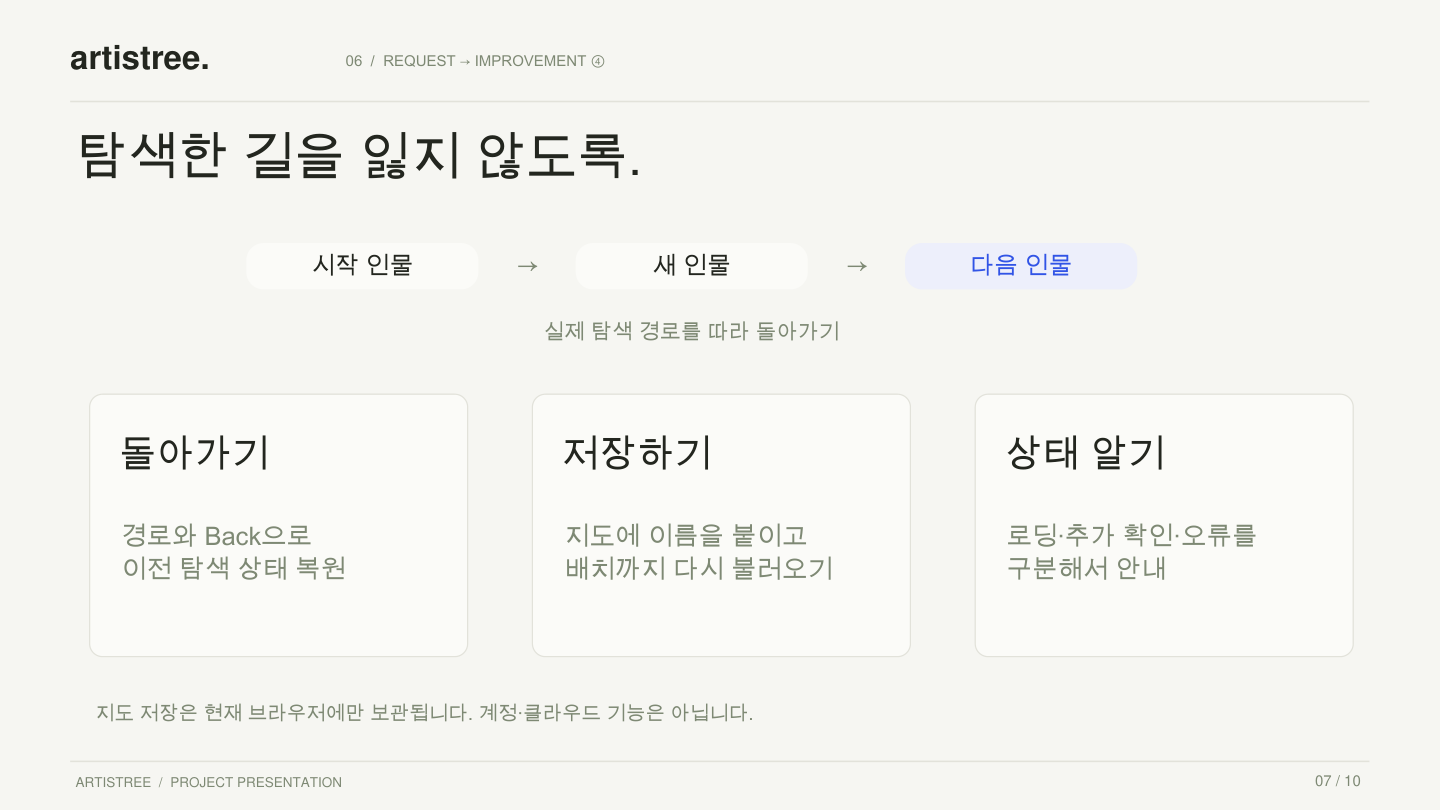 artistree.
06 / REQUEST → IMPROVEMENT ④
탐색한 길을 잃지 않도록.
시작 인물 → 새 인물 → 다음 인물
실제 탐색 경로를 따라 돌아가기
돌아가기
경로와 Back으로
이전 탐색 상태 복원
저장하기
지도에 이름을 붙이고
배치까지 다시 불러오기
상태 알기
로딩·추가 확인·오류를
구분해서 안내
지도 저장은 현재 브라우저에만 보관됩니다. 계정·클라우드 기능은 아닙니다.
ARTISTREE / PROJECT PRESENTATION
07 / 10